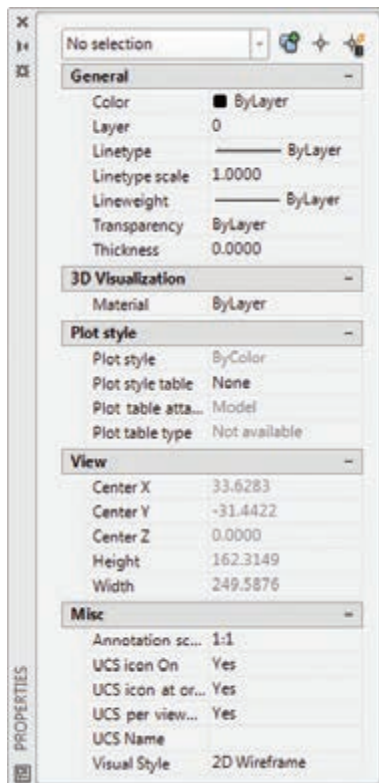 No selection
General
Color ByLayer
Layer 0
Linetype ByLayer
Linetype scale 1.0000
Lineweight ByLayer
Transparency ByLayer
Thickness 0.0000
3D Visualization
Material ByLayer
Plot style
Plot style ByColor
Plot style table None
Plot table atta... Model
Plot table type Not available
View
Center X 33.6283
Center Y -31.4422
Center Z 0.0000
Height 162.3149
Width 249.5876
Misc
Annotation sc... 1:1
UCS icon On Yes
UCS icon at or... Yes
UCS per view... Yes
UCS Name
Visual Style 2D Wireframe
PROPERTIES